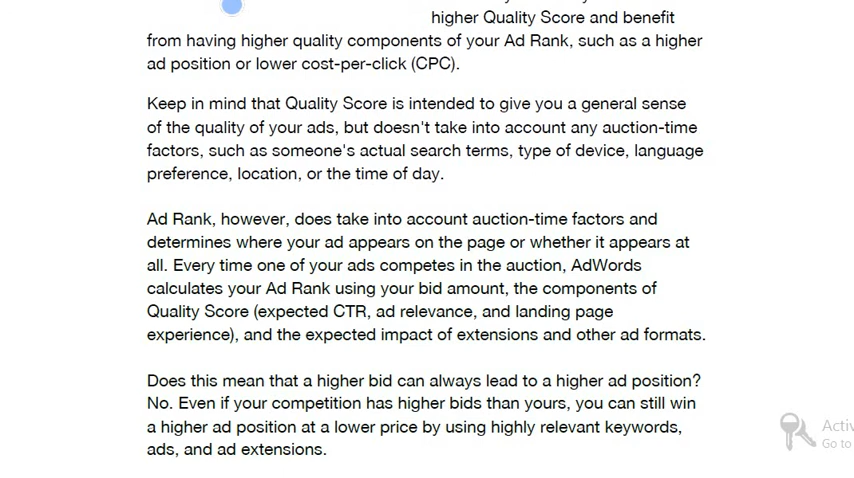 higher Quality Score and benefit
from having higher quality components of your Ad Rank, such as a higher
ad position or lower cost-per-click (CPC).
Keep in mind that Quality Score is intended to give you a general sense
of the quality of your ads, but doesn't take into account any auction-time
factors, such as someone's actual search terms, type of device, language
preference, location, or the time of day.
Ad Rank, however, does take into account auction-time factors and
determines where your ad appears on the page or whether it appears at
all. Every time one of your ads competes in the auction, AdWords
calculates your Ad Rank using your bid amount, the components of
Quality Score (expected CTR, ad relevance, and landing page
experience), and the expected impact of extensions and other ad formats.
Does this mean that a higher bid can always lead to a higher ad position?
No. Even if your competition has higher bids than yours, you can still win
a higher ad position at a lower price by using highly relevant keywords,
ads, and ad extensions.
Activ
Go to